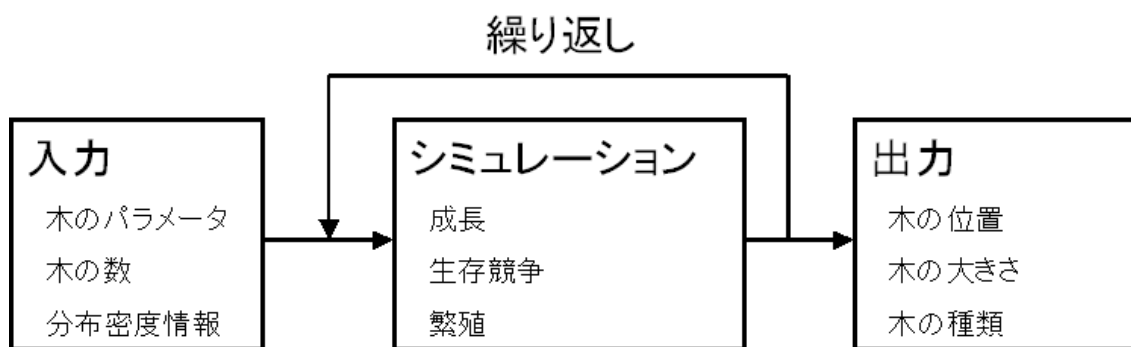 繰り返し
入力
木のパラメータ
木の数
分布密度情報
シミュレーション
成長
生存競争
繁殖
出力
木の位置
木の大きさ
木の種類